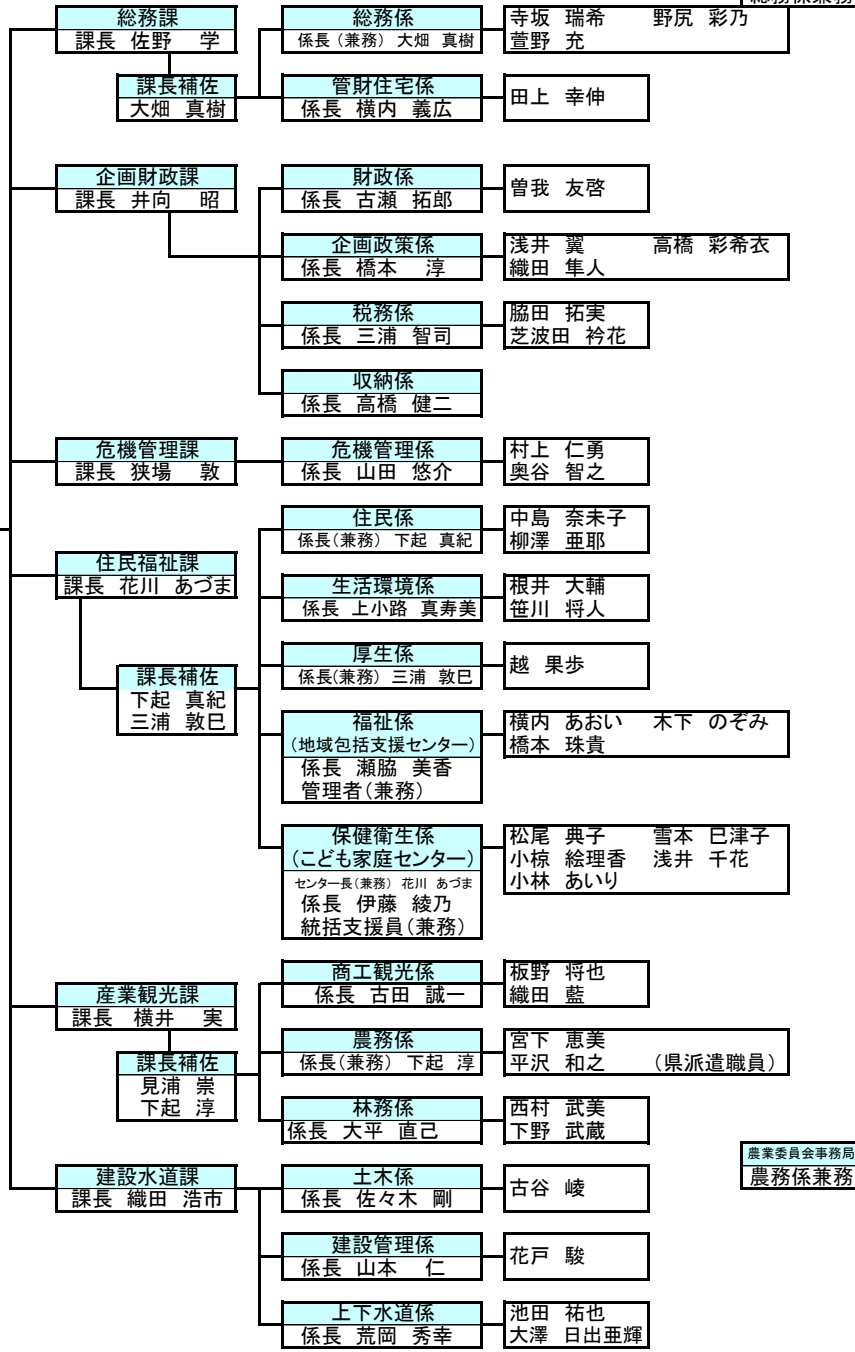 総務係兼務
総務課
課長 佐野 学
課長補佐
大畑 真樹
総務係
係長（兼務） 大畑 真樹
寺坂 瑞希 野尻 彩乃
萱野 充
管財住宅係
係長 横内 義広
田上 幸伸
企画財政課
課長 井向 昭
財政係
係長 古瀬 拓郎
曽我 友啓
企画政策係
係長 橋本 淳
浅井 翼 高橋 彩希衣
織田 隼人
税務係
係長 三浦 智司
脇田 拓実
芝波田 衿花
収納係
係長 高橋 健二
危機管理課
課長 狭場 敦
危機管理係
係長 山田 悠介
村上 仁勇
奥谷 智之
住民福祉課
課長 花川 あづま
課長補佐
下起 真紀
三浦 敦巳
住民係
係長(兼務) 下起 真紀
中島 奈未子
柳澤 亜耶
生活環境係
係長 上小路 真寿美
根井 大輔
笹川 将人
厚生係
係長(兼務) 三浦 敦巳
越 果歩
福祉係
(地域包括支援センター)
係長 瀬脇 美香
管理者(兼務)
横内 あおい 木下 のぞみ
橋本 珠貴
保健衛生係
(こども家庭センター)
センター長(兼務) 花川 あづま
係長 伊藤 綾乃
統括支援員(兼務)
松尾 典子 雪本 巳津子
小椋 絵理香 浅井 千花
小林 あいり
産業観光課
課長 横井 実
課長補佐
見浦 崇
下起 淳
商工観光係
係長 古田 誠一
板野 将也
織田 藍
農務係
係長(兼務) 下起 淳
宮下 恵美
平沢 和之 （県派遣職員）
林務係
係長 大平 直己
西村 武美
下野 武蔵
農業委員会事務局
農務係兼務
建設水道課
課長 織田 浩市
土木係
係長 佐々木 剛
古谷 崚
建設管理係
係長 山本 仁
花戸 駿
上下水道係
係長 荒岡 秀幸
池田 祐也
大澤 日出亜輝